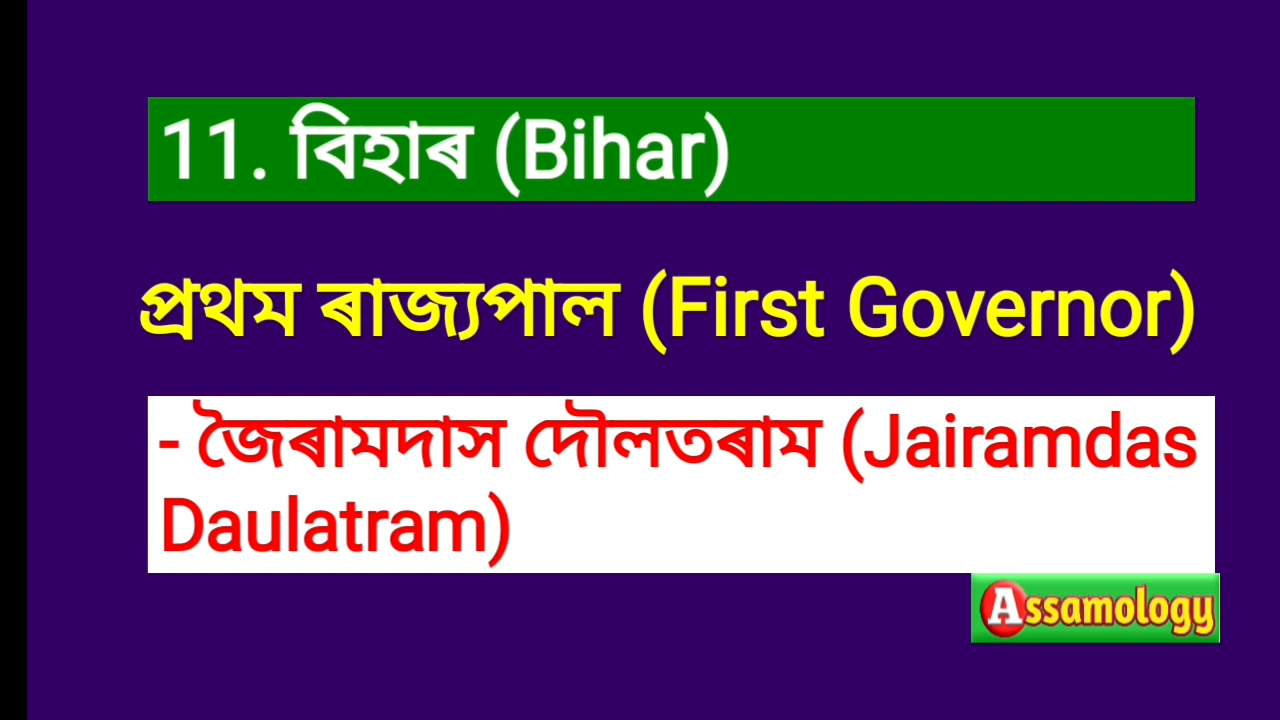 11. বিহাৰ (Bihar)
প্ৰথম ৰাজ্যপাল (First Governor)
- জৈৰামদাস দৌলতৰাম (Jairamdas
Daulatram)
Assamology